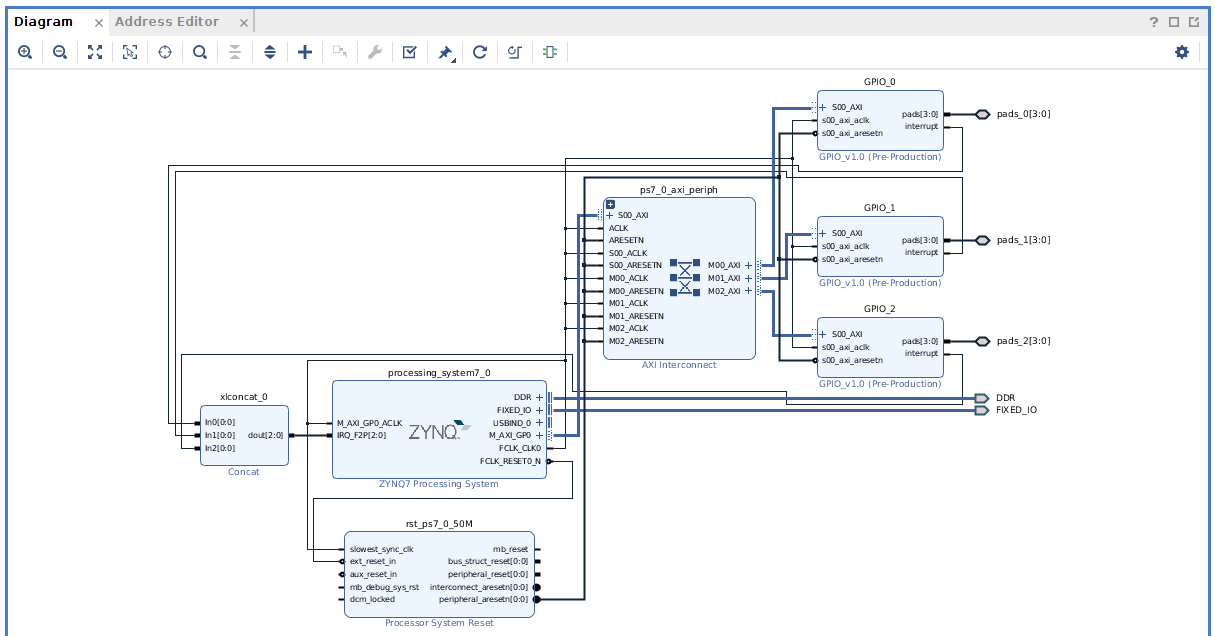 Diagram
Address Editor
GPIO_0
S00_AXI
s00_axi_aclk
s00_axi_aresetn
pads[3:0]
interrupt
GPIO_v1.0 (Pre-Production)
pads_0[3:0]
ps7_0_axi_periph
S00_AXI
ACLK
ARESETN
S00_ACLK
S00_ARESETN
M00_ACLK
M00_ARESETN
M01_ACLK
M01_ARESETN
M02_ACLK
M02_ARESETN
M00_AXI
M01_AXI
M02_AXI
AXI Interconnect
GPIO_1
S00_AXI
s00_axi_aclk
s00_axi_aresetn
pads[3:0]
interrupt
GPIO_v1.0 (Pre-Production)
pads_1[3:0]
GPIO_2
S00_AXI
s00_axi_aclk
s00_axi_aresetn
pads[3:0]
interrupt
GPIO_v1.0 (Pre-Production)
pads_2[3:0]
xlconcat_0
In0[0:0]
In1[0:0]
In2[0:0]
dout[2:0]
Concat
processing_system7_0
M_AXI_GP0_ACLK
IRQ_F2P[2:0]
ZYNQ
DDR
FIXED_IO
USBIND_0
M_AXI_GP0
FCLK_CLK0
FCLK_RESET0_N
ZYNQ7 Processing System
DDR
FIXED_IO
rst_ps7_0_50M
slowest_sync_clk
ext_reset_in
aux_reset_in
mb_debug_sys_rst
dcm_locked
mb_reset
bus_struct_reset[0:0]
peripheral_reset[0:0]
interconnect_aresetn[0:0]
peripheral_aresetn[0:0]
Processor System Reset